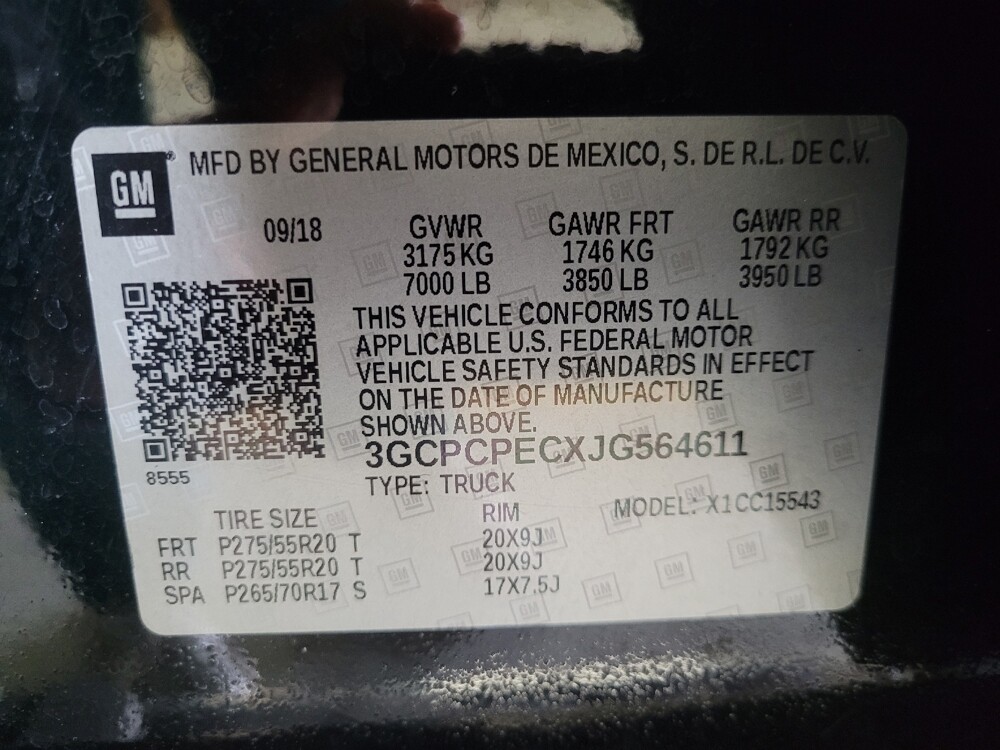 GM® MFD BY GENERAL MOTORS DE MEXICO, S. DE R.L. DE C.V.
09/18 GVWR GAWR FRT GAWR RR
3175 KG 1746 KG 1792 KG
7000 LB 3850 LB 3950 LB
THIS VEHICLE CONFORMS TO ALL
APPLICABLE U.S. FEDERAL MOTOR
VEHICLE SAFETY STANDARDS IN EFFECT
ON THE DATE OF MANUFACTURE
SHOWN ABOVE.
3GCPCPECXJG564611
8555
TYPE: TRUCK
MODEL: X1CC15543
TIRE SIZE RIM
FRT P275/55R20 T 20X9J
RR P275/55R20 T 20X9J
SPA P265/70R17 S 17X7.5J